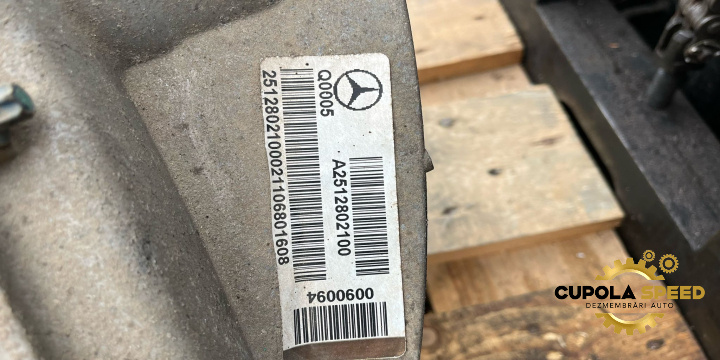 Q0005
A2512802100
2512802100021106801608
0090094
CUPOLA SPEED
DEZMEMBRĂRI AUTO